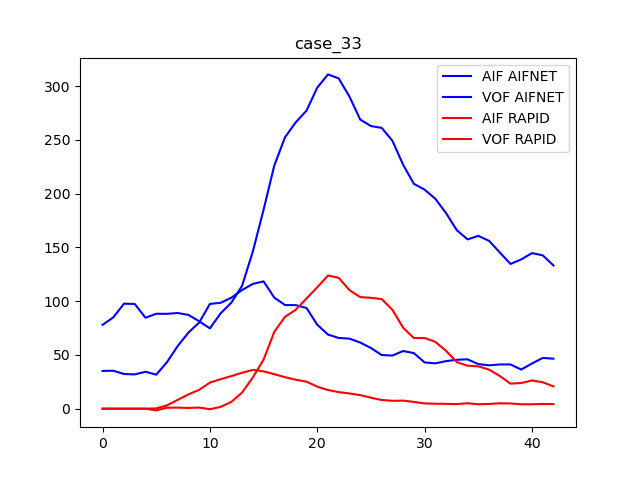 case_33
AIF AIFNET
VOF AIFNET
AIF RAPID
VOF RAPID
300
250
200
150
100
50
0
0 10 20 30 40